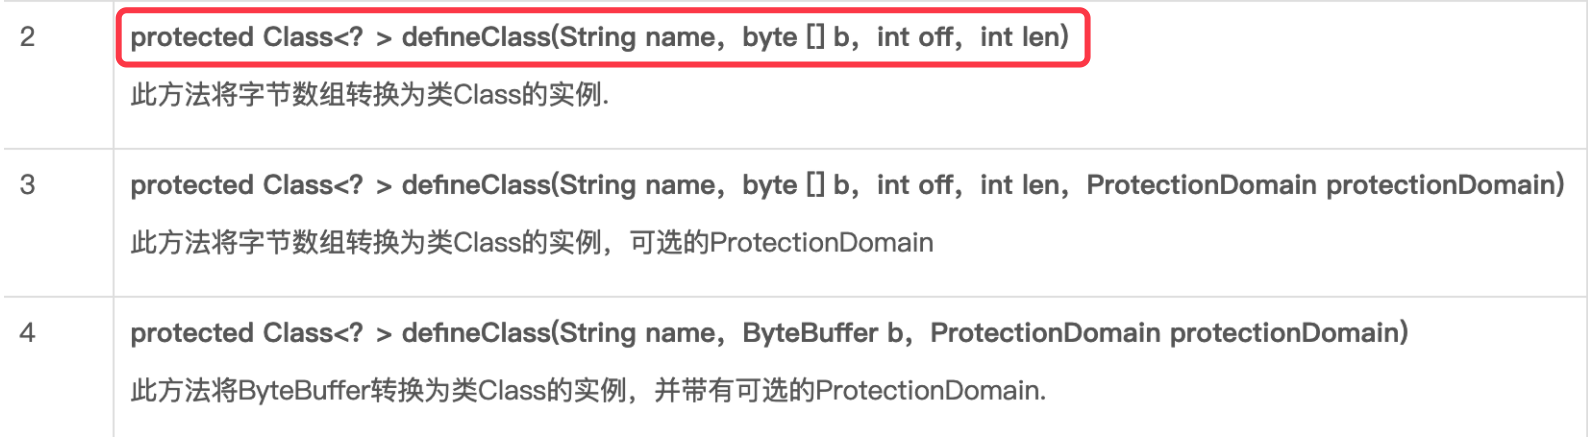 2
protected Class<? > defineClass(String name，byte [] b，int off，int len)
此方法将字节数组转换为类Class的实例.
3
protected Class<? > defineClass(String name，byte [] b，int off，int len，ProtectionDomain protectionDomain)
此方法将字节数组转换为类Class的实例，可选的ProtectionDomain
4
protected Class<? > defineClass(String name，ByteBuffer b，ProtectionDomain protectionDomain)
此方法将ByteBuffer转换为类Class的实例，并带有可选的ProtectionDomain.